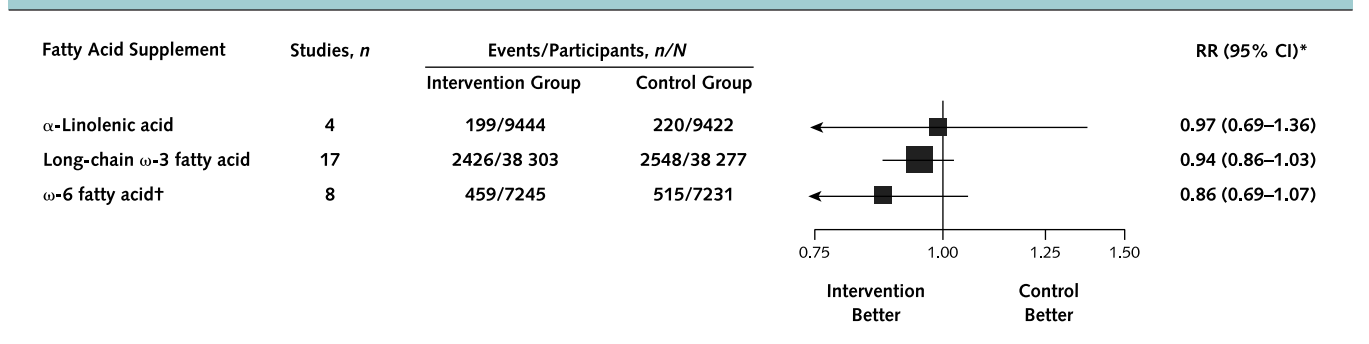 Fatty Acid Supplement Studies, n Events/Participants, n/N RR (95% CI)*
Intervention Group Control Group
α-Linolenic acid 4 199/9444 220/9422 0.97 (0.69–1.36)
Long-chain ω-3 fatty acid 17 2426/38 303 2548/38 277 0.94 (0.86–1.03)
ω-6 fatty acid† 8 459/7245 515/7231 0.86 (0.69–1.07)
0.75 1.00 1.25 1.50
Intervention Control
Better Better